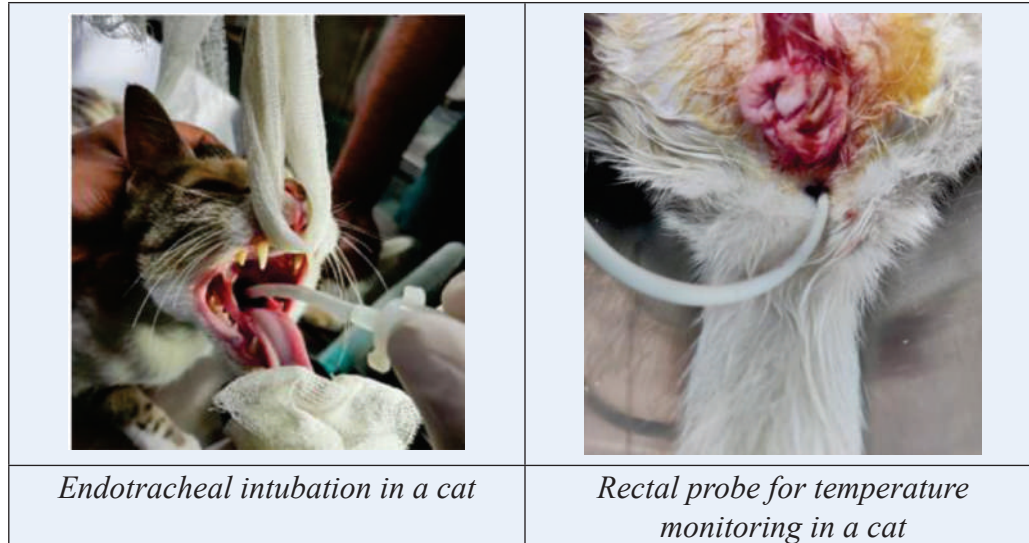 Endotracheal intubation in a cat
Rectal probe for temperature
monitoring in a cat